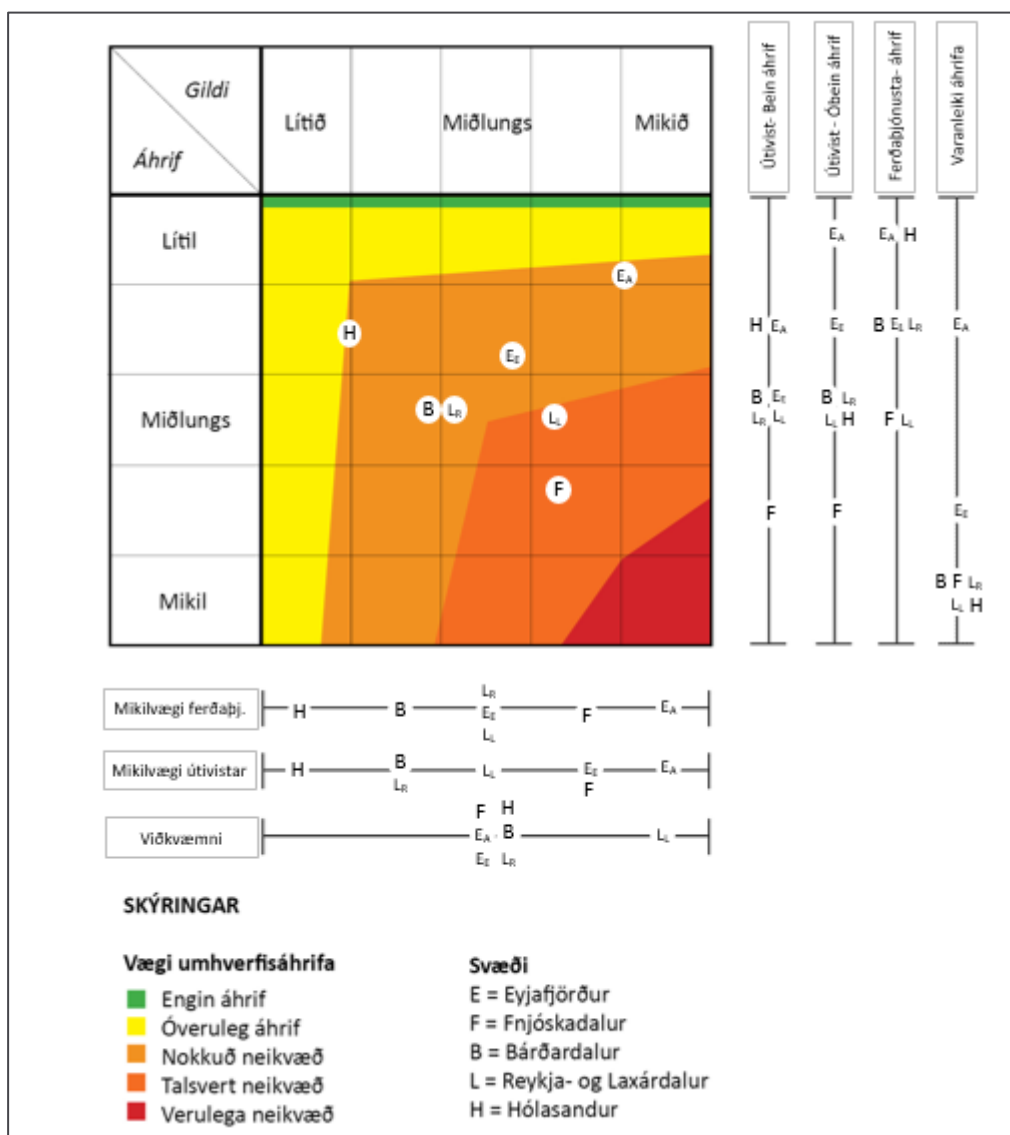 Gildi
Áhrif
Lítið
Miðlungs
Mikið
Útivist- Bein áhrif
Útivist - Óbein áhrif
Ferðaþjónusta- áhrif
Varanleiki áhrifa
Lítil
Miðlungs
Mikil
EA
H
EE
B LR
LL
F
H EA
B EE
LR LL
F
EA
EE
B LR
LL H
F
EA H
B EE LR
F LL
EA
EE
B F LR
LL H
Mikilvægi ferðaþj.
LR
H B EE F EA
LL
Mikilvægi útivistar
H B LL EE EA
LR F
Viðkvæmni
F H
EA B LL
EE LR
SKÝRINGAR
Vægi umhverfisáhrifa
Engin áhrif
Óveruleg áhrif
Nokkuð neikvæð
Talsvert neikvæð
Verulega neikvæð
Svæði
E = Eyjafjörður
F = Fnjóskadalur
B = Bárðardalur
L = Reykja- og Laxárdalur
H = Hólasandur